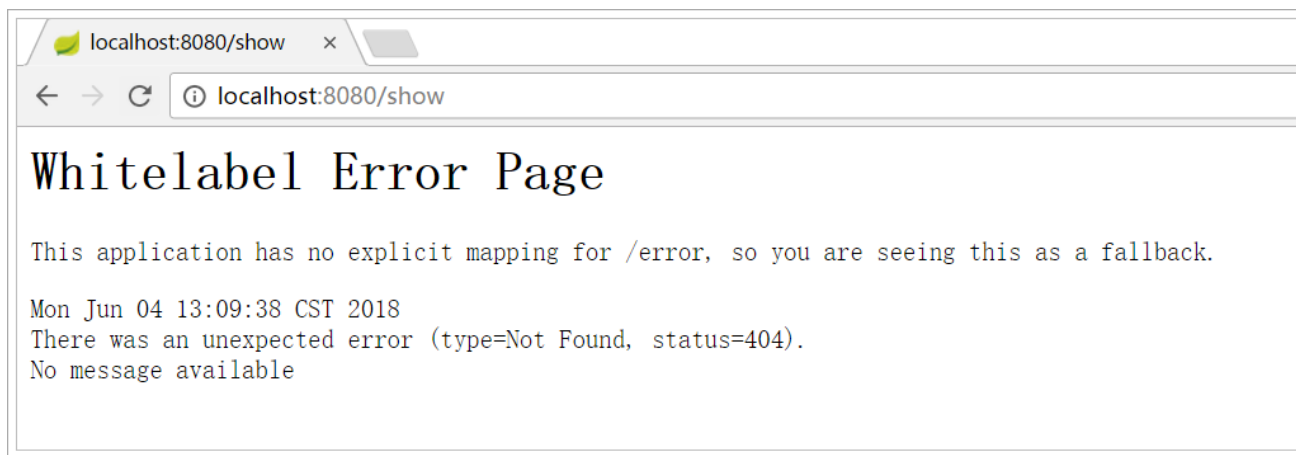 localhost:8080/show
localhost:8080/show
Whitelabel Error Page
This application has no explicit mapping for /error, so you are seeing this as a fallback.
Mon Jun 04 13:09:38 CST 2018
There was an unexpected error (type=Not Found, status=404).
No message available